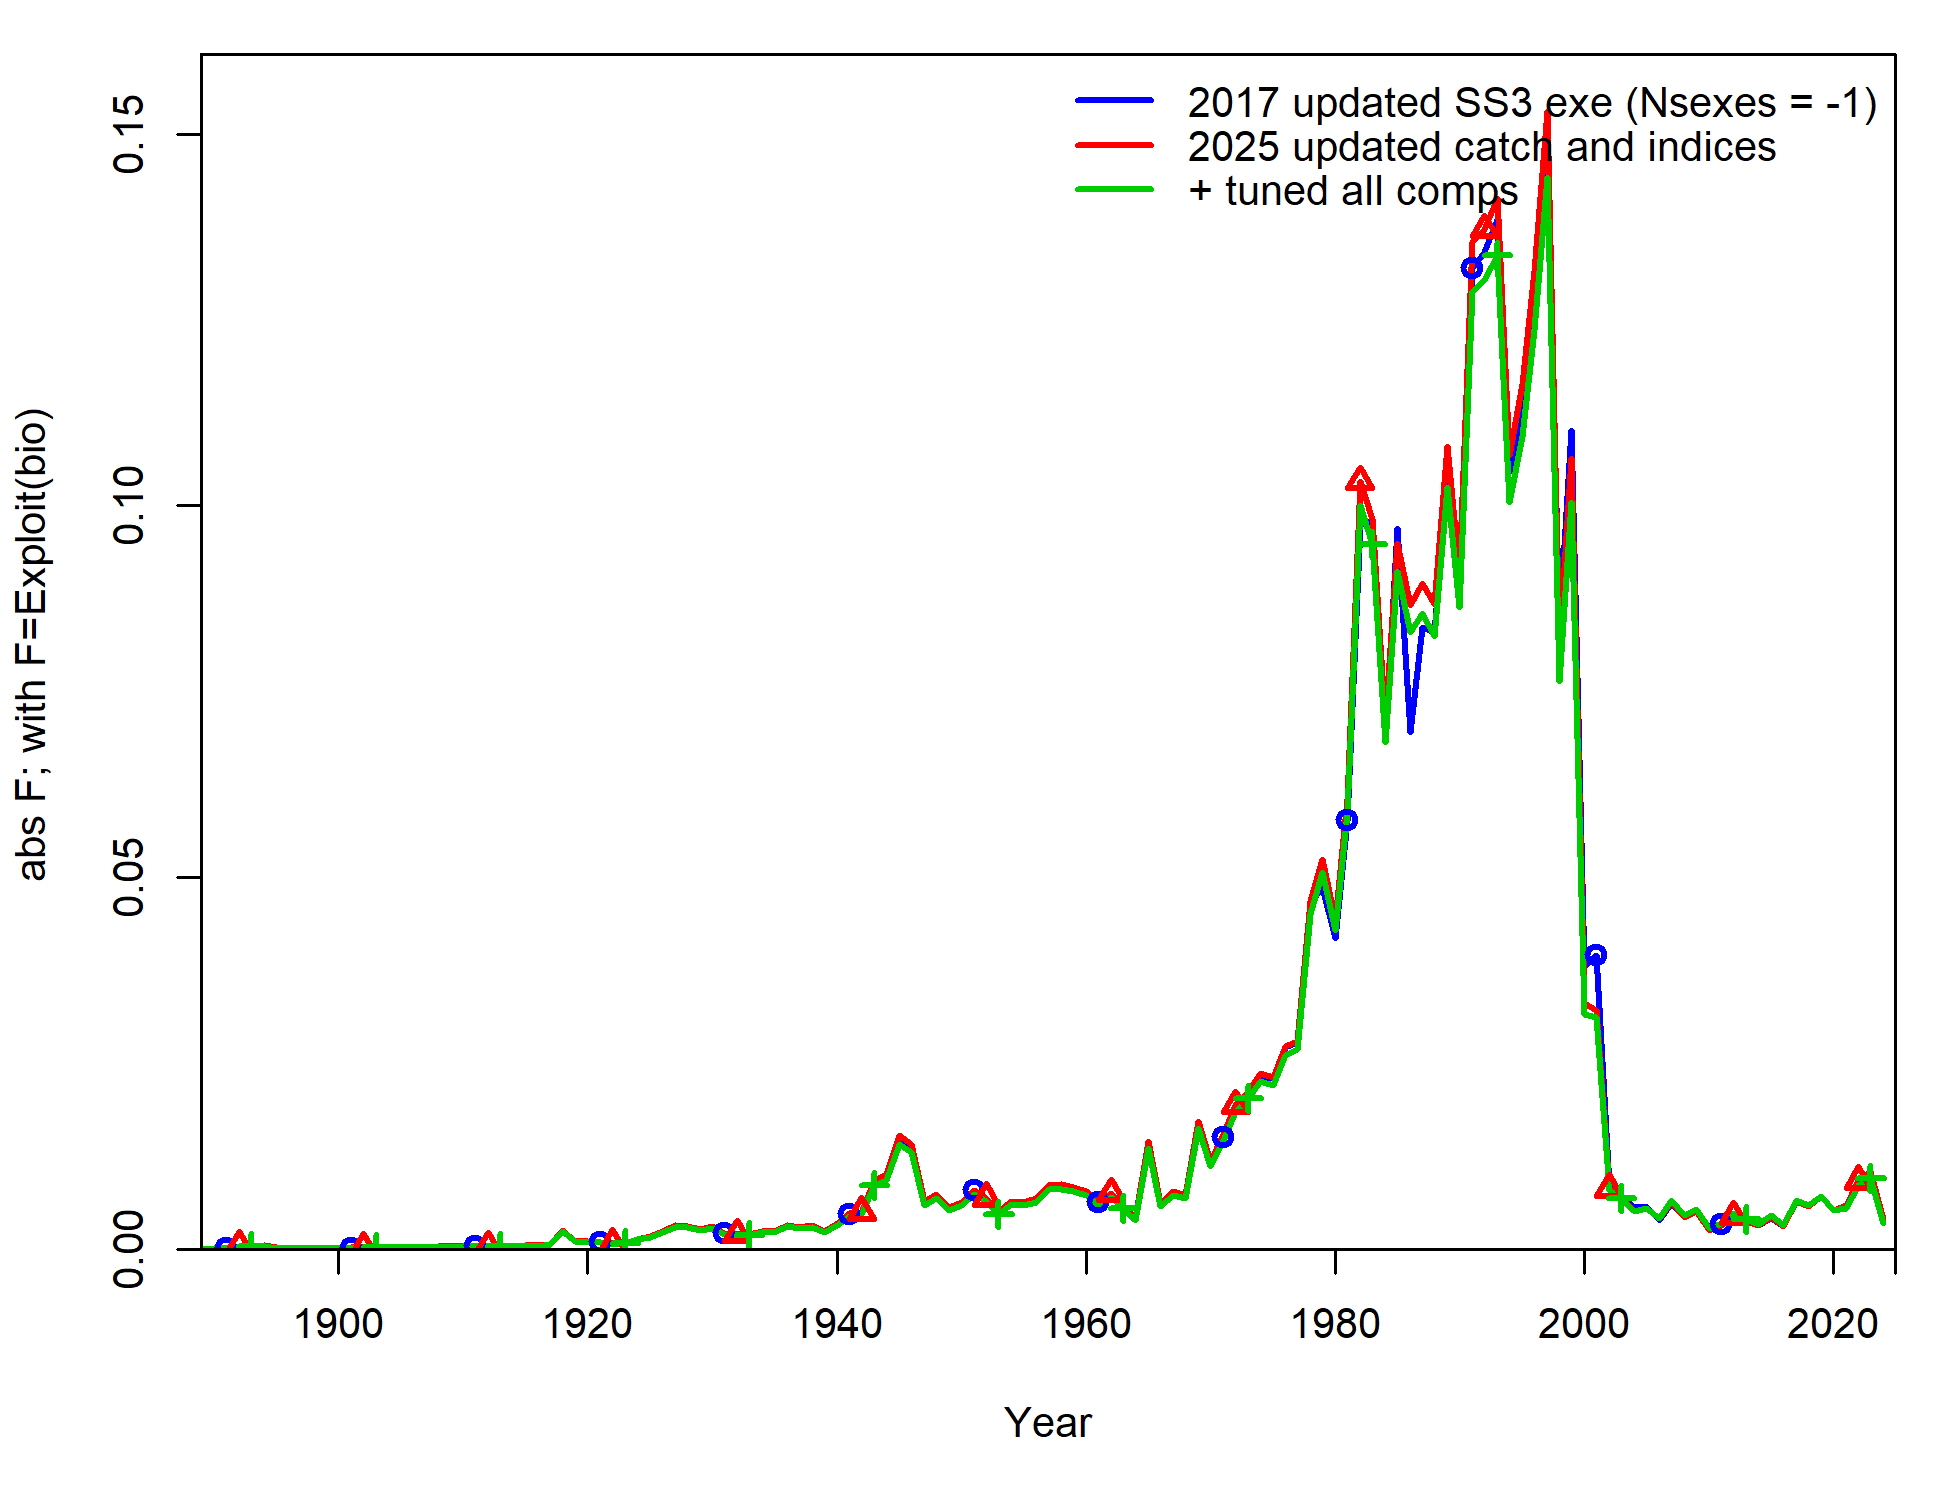 2017 updated SS3 exe (Nsexes = -1)
2025 updated catch and indices
+ tuned all comps
0.15
0.10
0.05
0.00
abs F; with F=Exploit(bio)
1900 1920 1940 1960 1980 2000 2020
Year